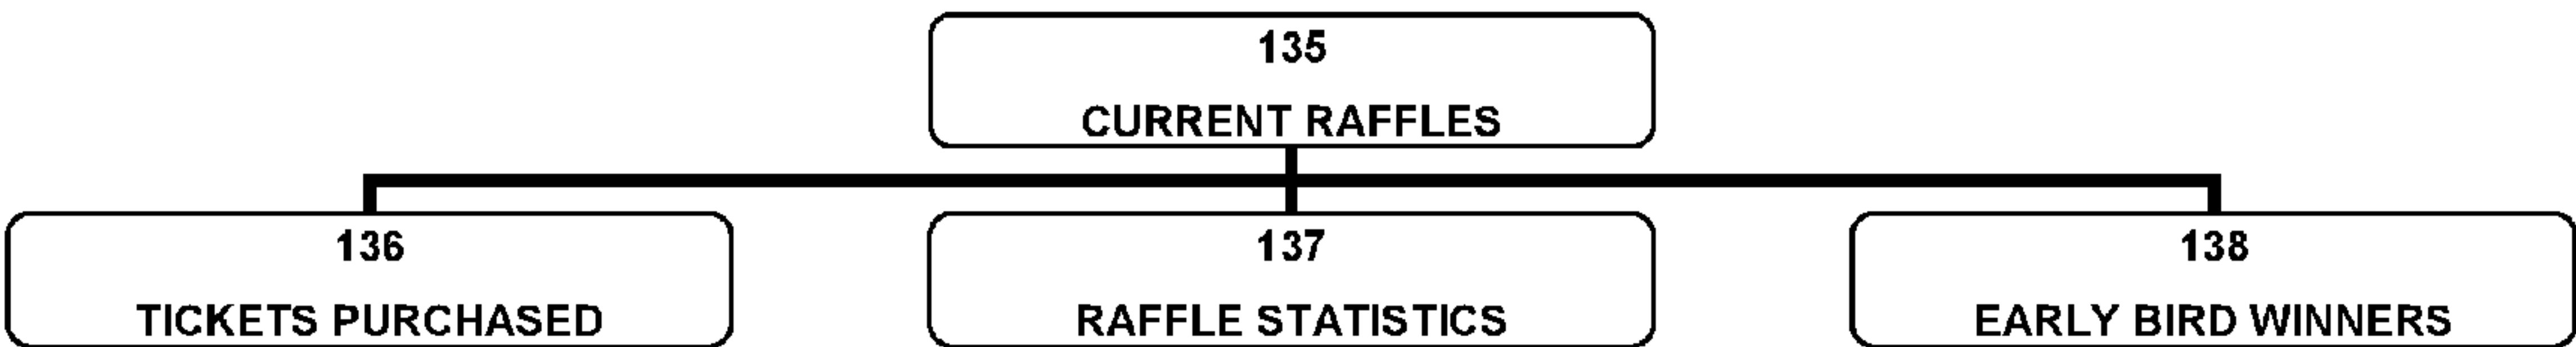 135
CURRENT RAFFLES
136
TICKETS PURCHASED
137
RAFFLE STATISTICS
138
EARLY BIRD WINNERS